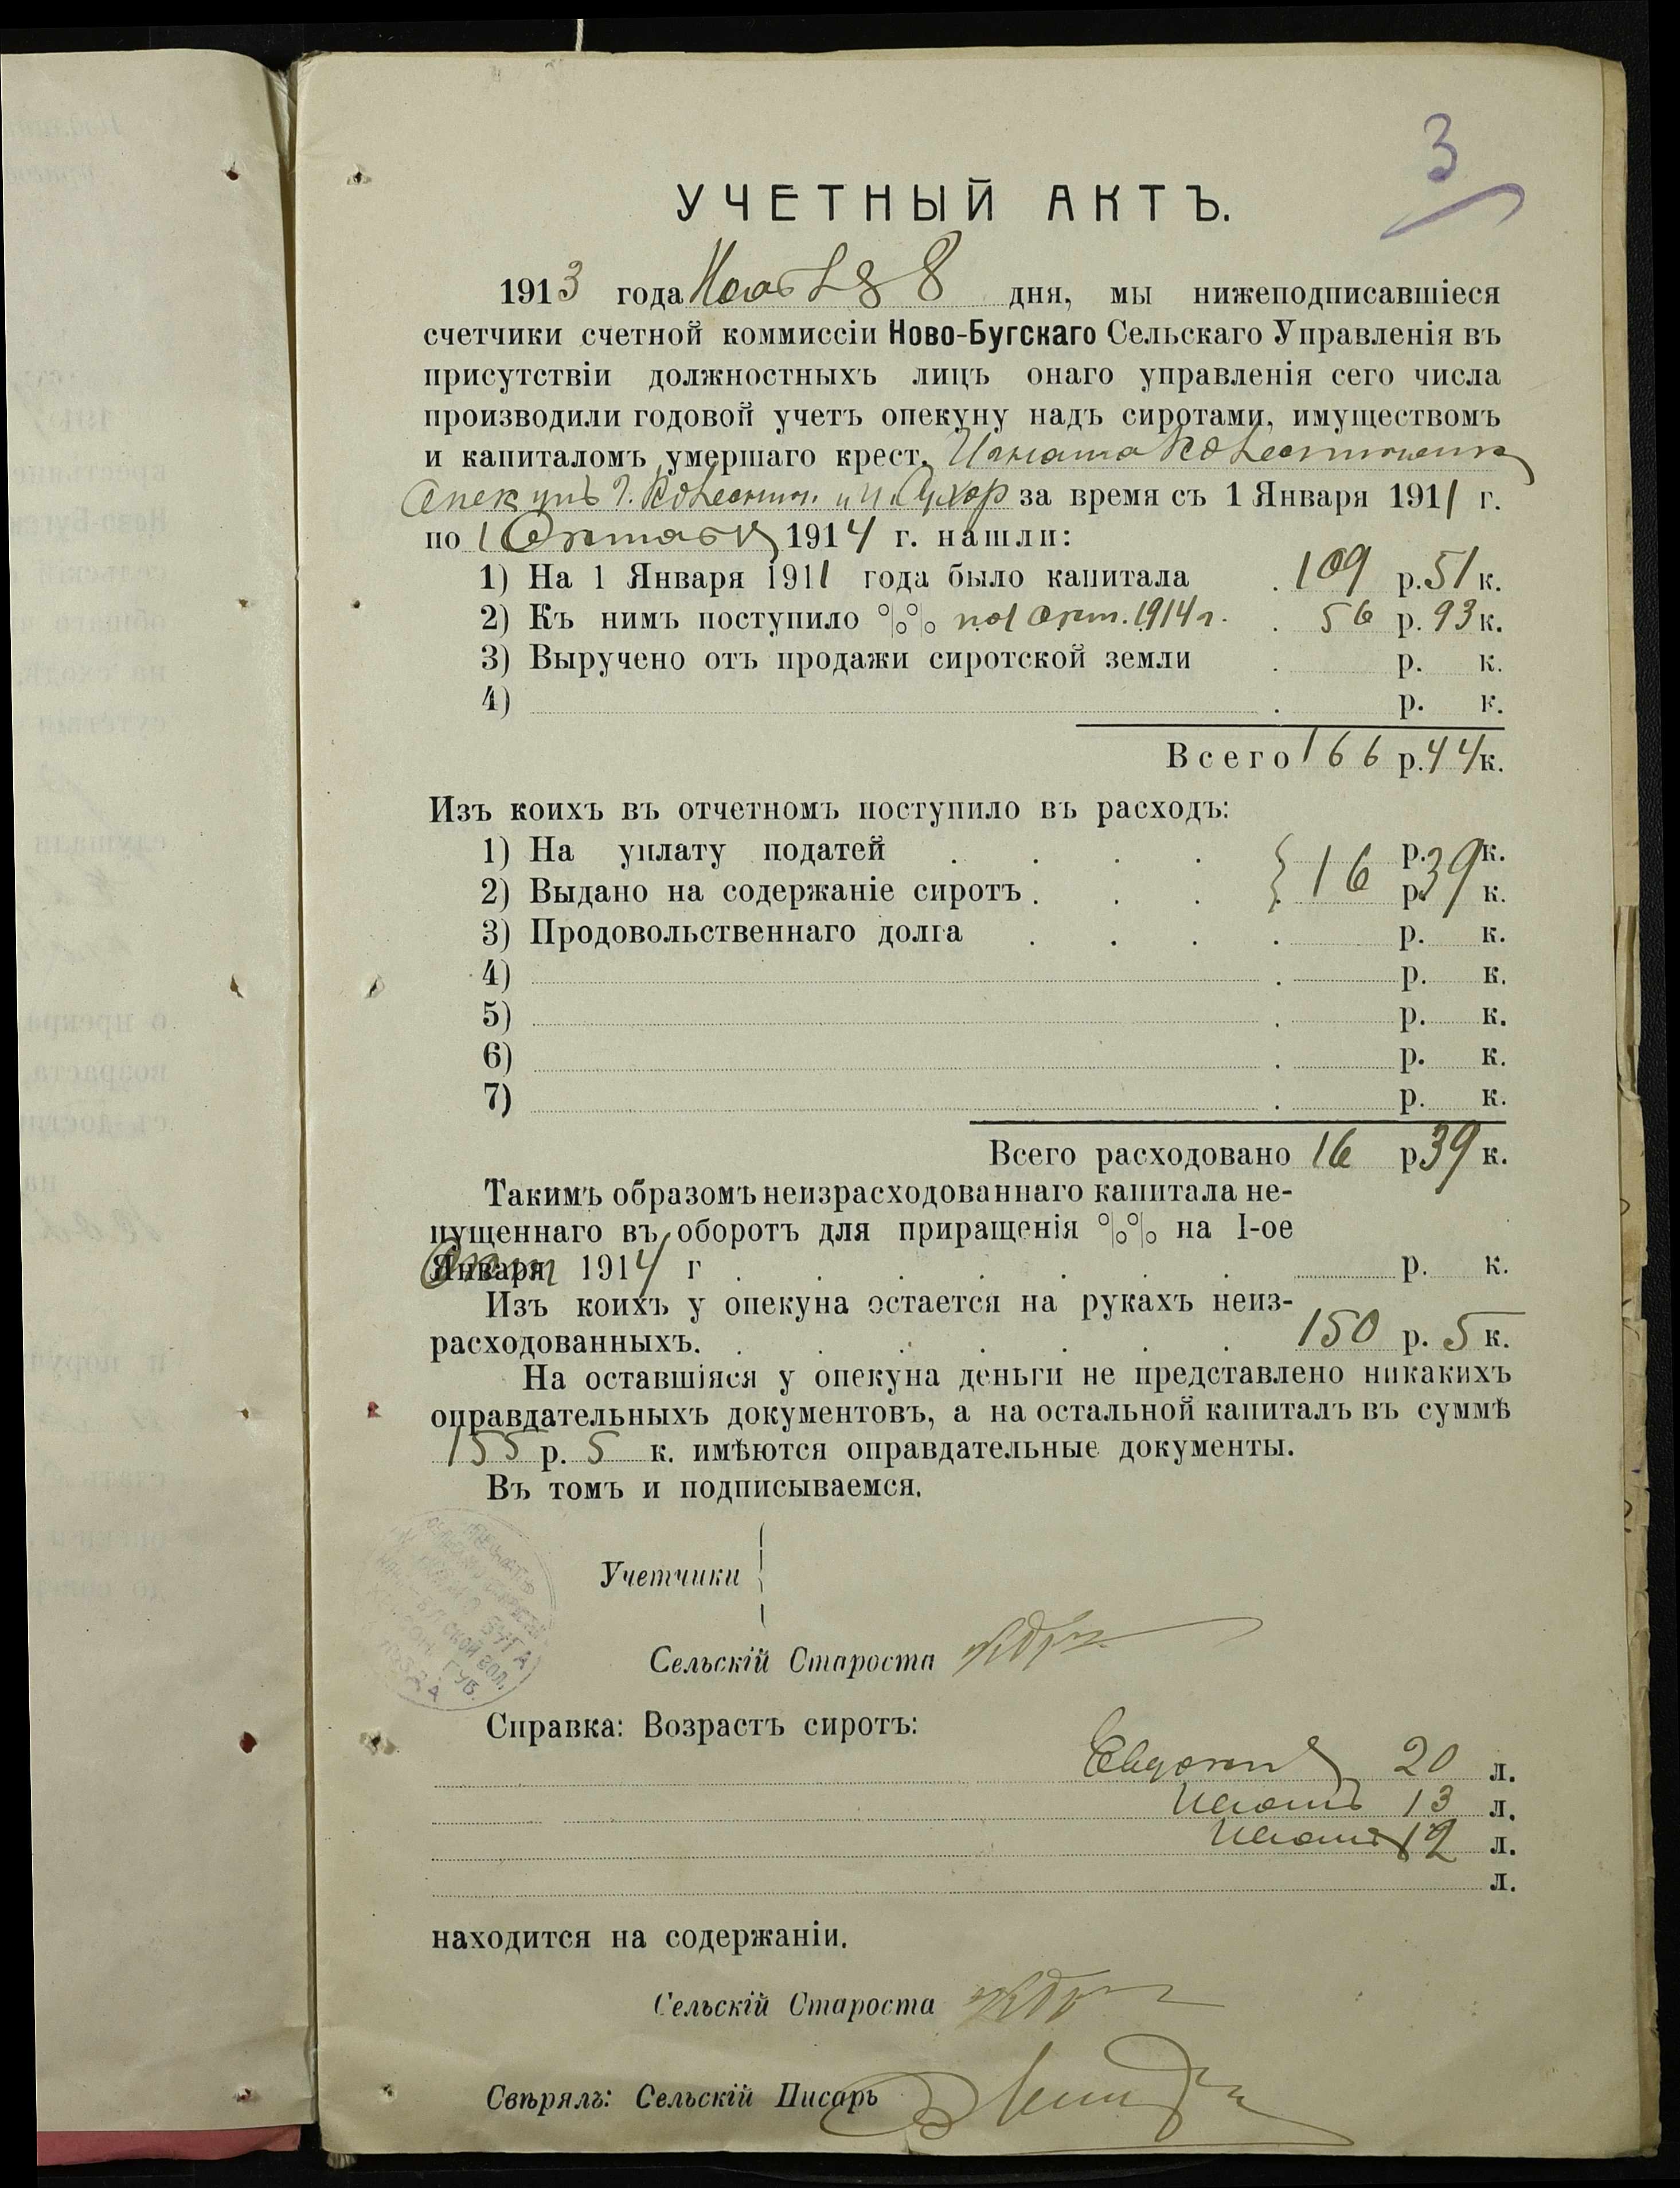 3
УЧЕТНЫЙ АКТЪ.
1913 года Ноября 8 дня, мы нижеподписавшіеся
счетчики счетной коммиссіи Ново-Бугскаго Сельскаго Управленія въ
присутствіи должностныхъ лицъ онаго управленія сего числа
производили годовой учетъ опекуну надъ сиротами, имуществомъ
и капиталомъ умершаго крест. Игната
Опекунъ за время съ 1 Января 1911 г.
по 1 Октября 1914 г. нашли:
1) На 1 Января 1911 года было капитала . 109 р. 51 к.
2) Къ нимъ поступило %% по 1 Окт. 1914 г. . 56 р. 93 к.
3) Выручено отъ продажи сиротской земли . р. к.
4) . р. к.
Всего 166 р. 44 к.
Изъ коихъ въ отчетномъ поступило въ расходъ:
1) На уплату податей . . . . р. к.
2) Выдано на содержаніе сиротъ . . . . 16 р. 39 к.
3) Продовольственнаго долга . . . . р. к.
4) . р. к.
5) . р. к.
6) . р. к.
7) . р. к.
Всего расходовано 16 р 39 к.
Такимъ образомъ неизрасходованнаго капитала не-
пущеннаго въ оборотъ для приращенія %% на 1-ое
Января Окт 1914 г . . . . . . . р. к.
Изъ коихъ у опекуна остается на рукахъ неиз-
расходованныхъ. . . . . . . . 150 р. 5 к.
На оставшіяся у опекуна деньги не представлено никакихъ
оправдательныхъ документовъ, а на остальной капиталъ въ суммѣ
155 р. 5 к. имѣются оправдательные документы.
Въ томъ и подписываемся.
Учетчики
Сельскій Староста
Справка: Возрастъ сиротъ:
Евдокія 20 л.
Игнатъ 13 л.
12 л.
л.
находится на содержаніи.
Сельскій Староста
Свѣрялъ: Сельскій Писарь